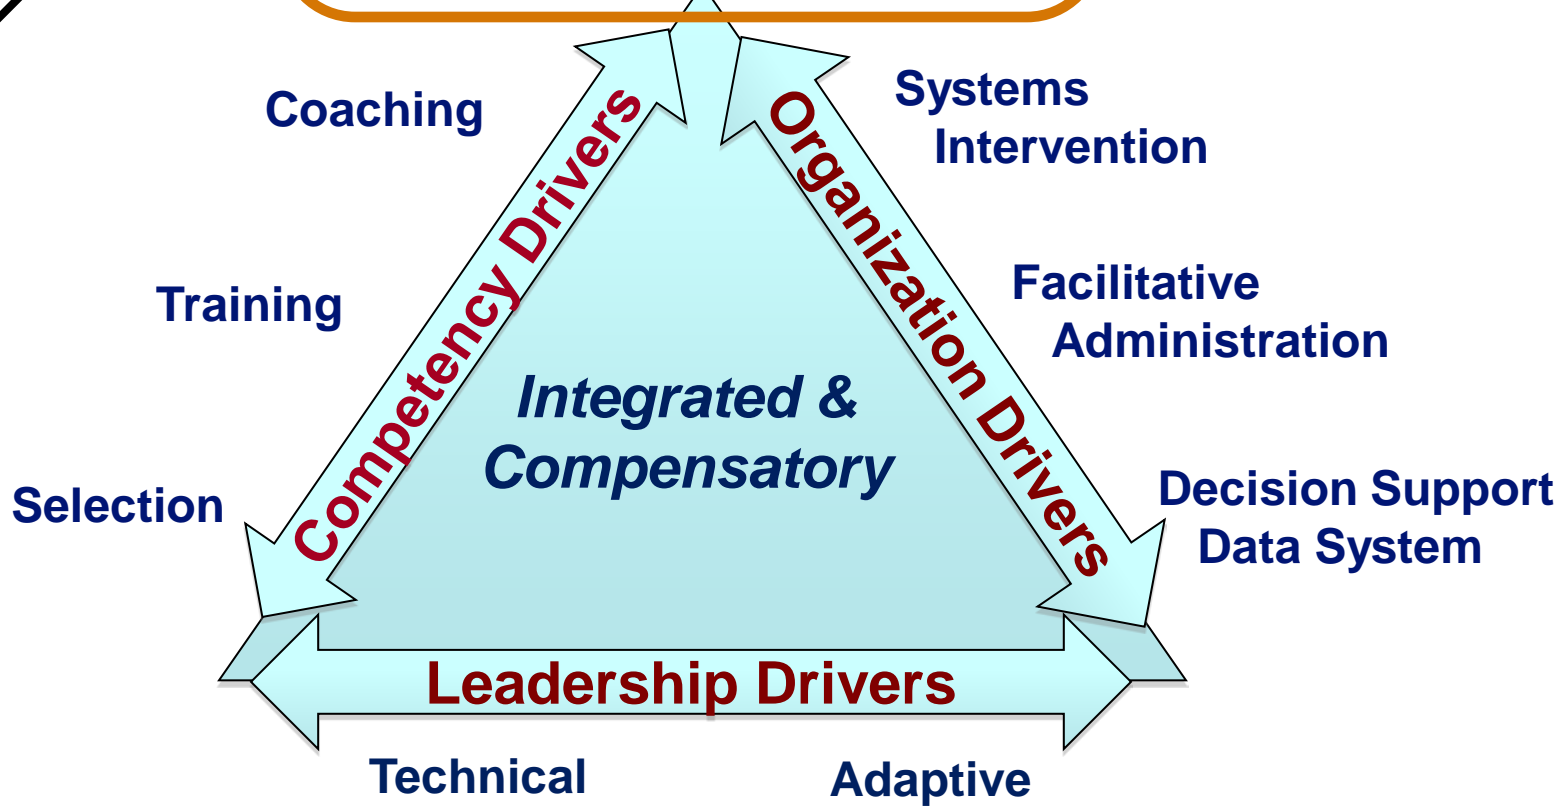 Coaching
Training
Selection
Competency Drivers
Systems
Intervention
Facilitative
Administration
Decision Support
Data System
Organization Drivers
Integrated &
Compensatory
Leadership Drivers
Technical
Adaptive